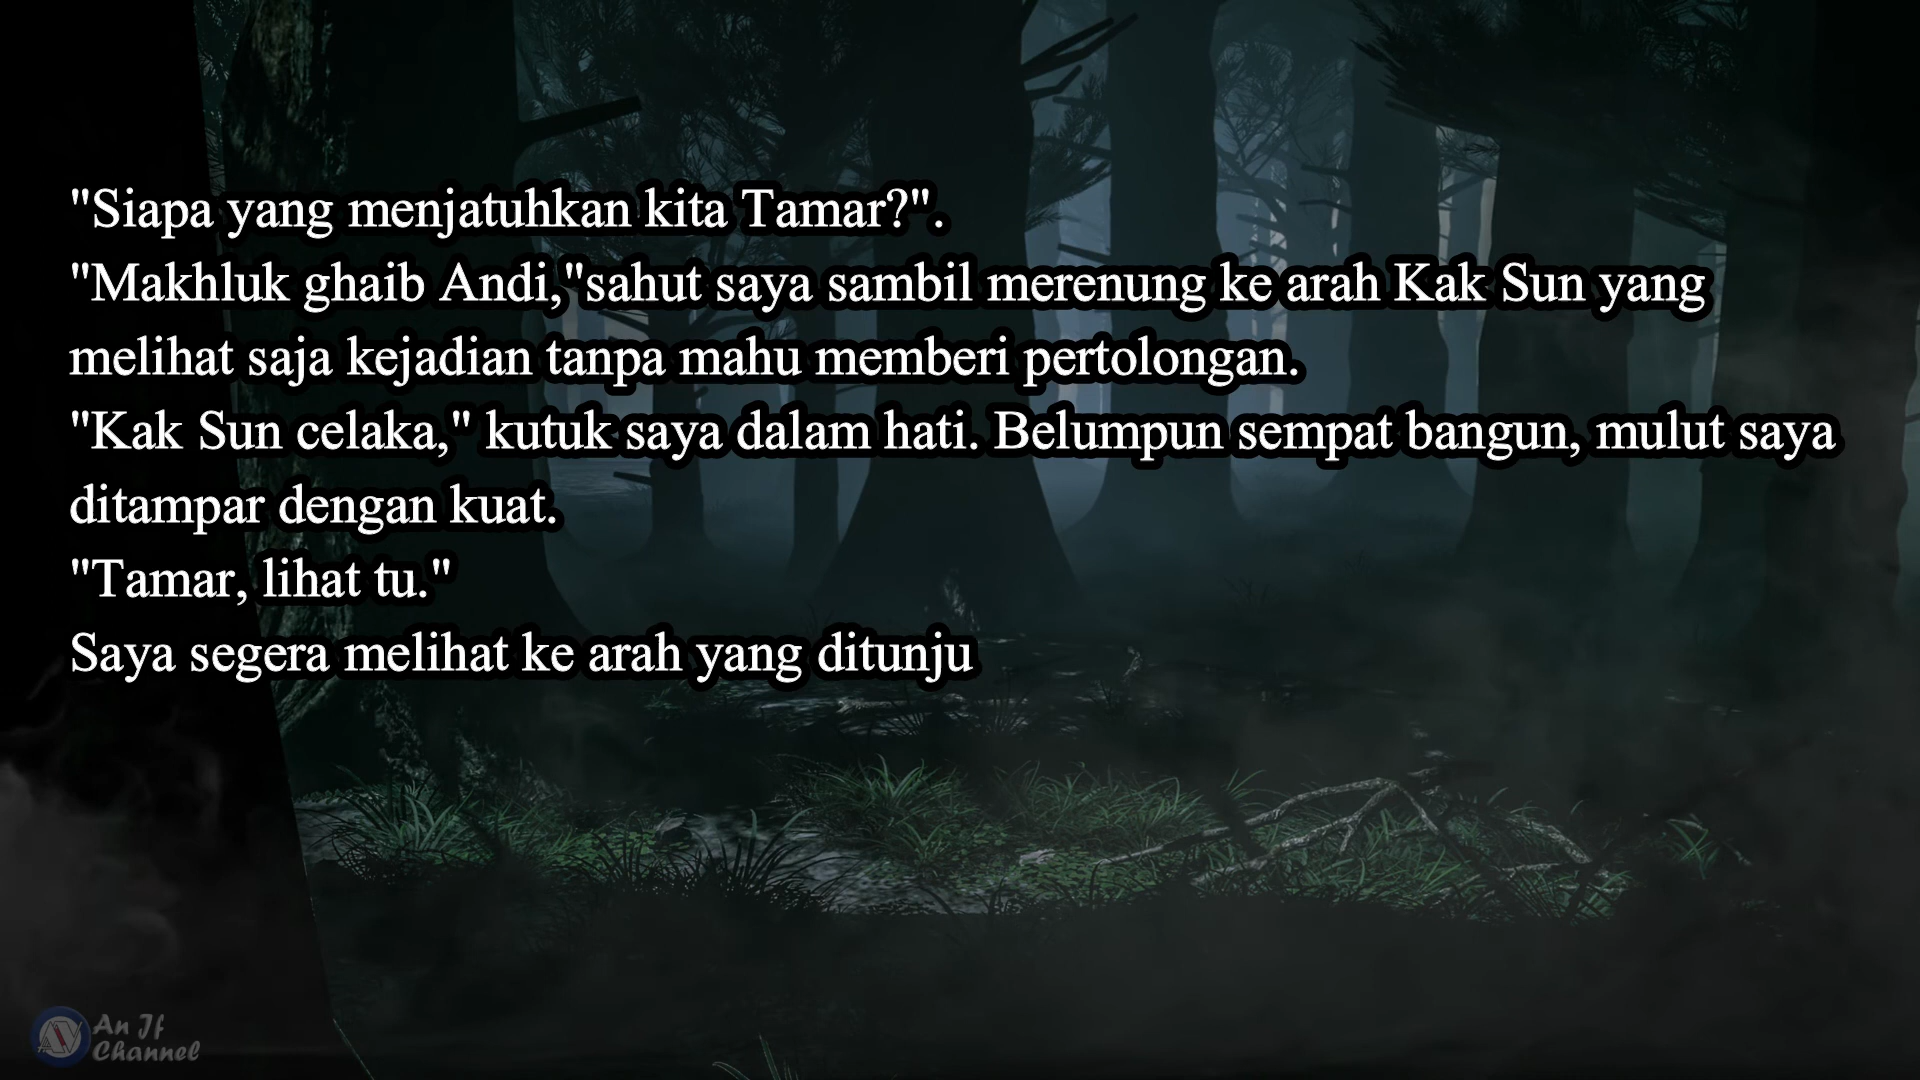 "Siapa yang menjatuhkan kita Tamar?".
"Makhluk ghaib Andi,"sahut saya sambil merenung ke arah Kak Sun yang
melihat saja kejadian tanpa mahu memberi pertolongan.
"Kak Sun celaka," kutuk saya dalam hati. Belumpun sempat bangun, mulut saya
ditampar dengan kuat.
"Tamar, lihat tu."
Saya segera melihat ke arah yang ditunju
An If
Channel